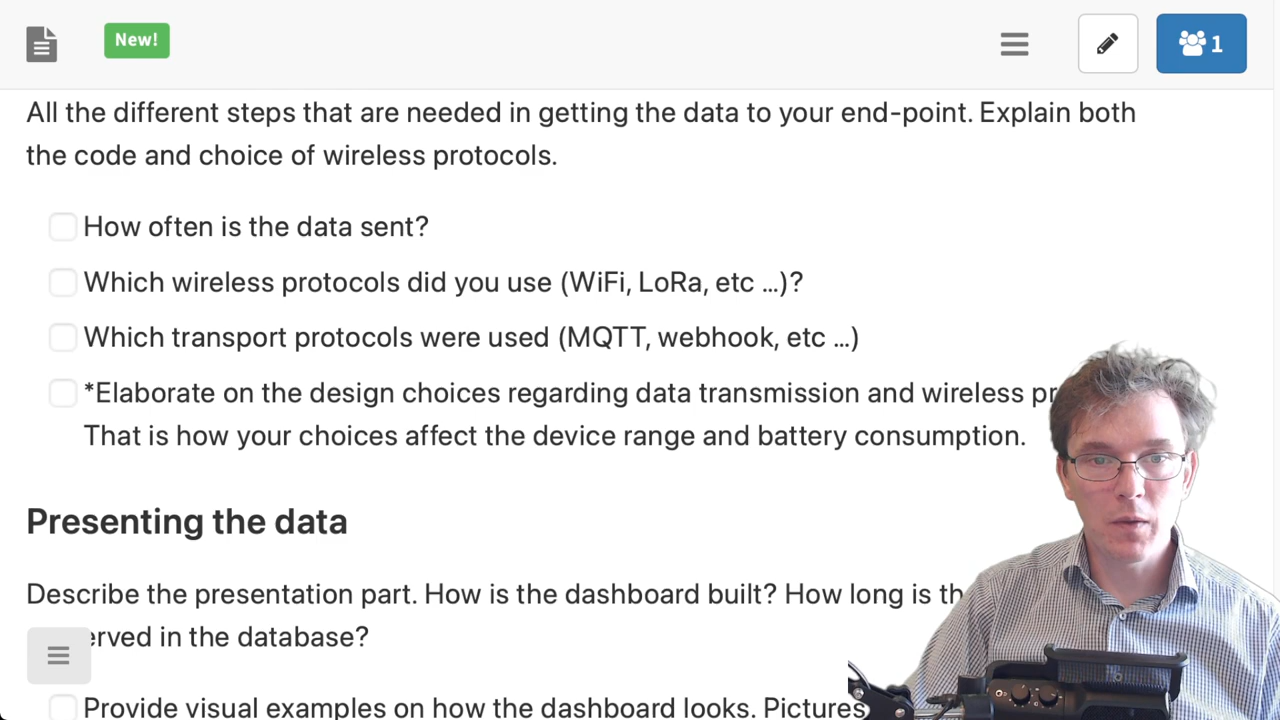 New!
1
All the different steps that are needed in getting the data to your end-point. Explain both
the code and choice of wireless protocols.
How often is the data sent?
Which wireless protocols did you use (WiFi, LoRa, etc …)?
Which transport protocols were used (MQTT, webhook, etc …)
*Elaborate on the design choices regarding data transmission and wireless
That is how your choices affect the device range and battery consumption.
Presenting the data
Describe the presentation part. How is the dashboard built? How long is
in the database?
Provide visual examples on how the dashboard looks. Pictures